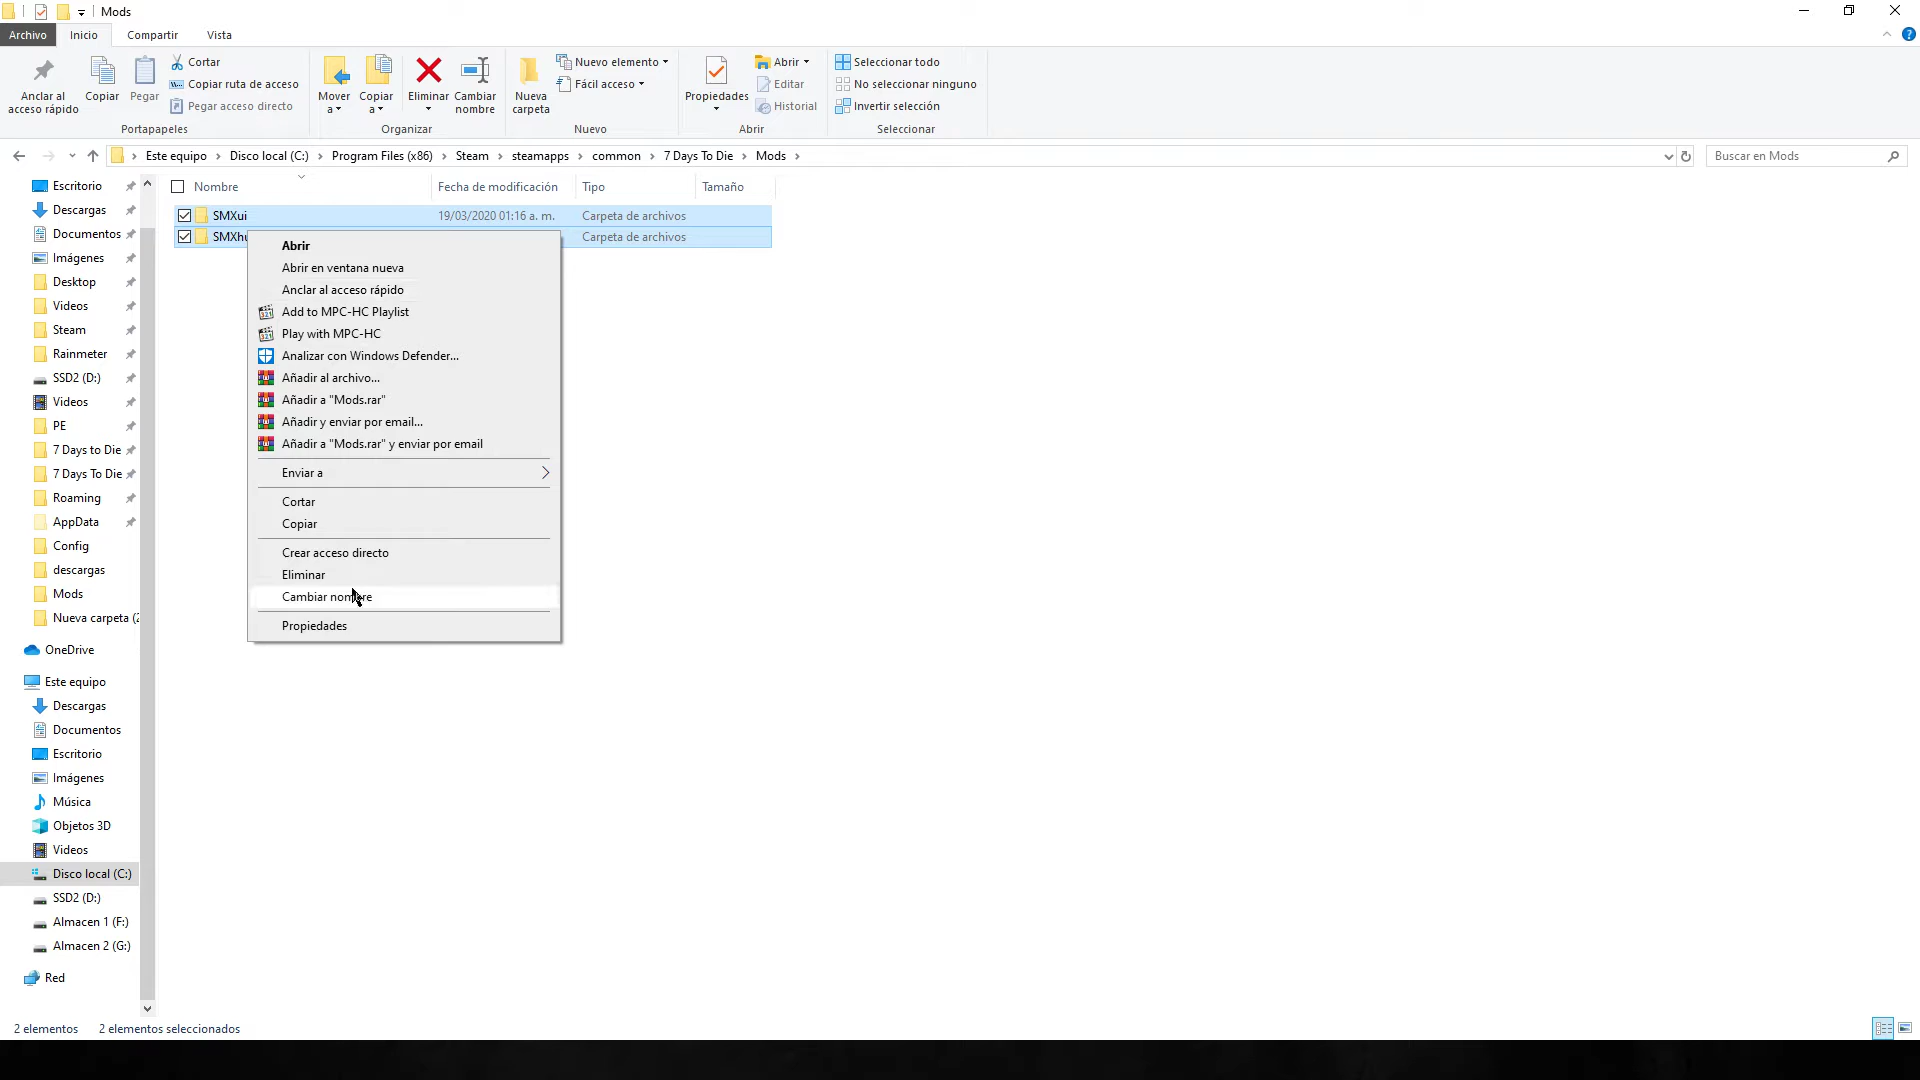 Mods
Archivo Inicio Compartir Vista
Anclar al acceso rápido
Copiar
Pegar
Cortar
Copiar ruta de acceso
Pegar acceso directo
Portapapeles
Mover a
Copiar a
Eliminar
Cambiar nombre
Organizar
Nueva carpeta
Nuevo elemento
Fácil acceso
Nuevo
Propiedades
Abrir
Editar
Historial
Abrir
Seleccionar todo
No seleccionar ninguno
Invertir selección
Seleccionar
Este equipo > Disco local (C:) > Program Files (x86) > Steam > steamapps > common > 7 Days To Die > Mods >
Buscar en Mods
Nombre Fecha de modificación Tipo Tamaño
SMXui 19/03/2020 01:16 a. m. Carpeta de archivos
Carpeta de archivos
Abrir
Abrir en ventana nueva
Anclar al acceso rápido
Add to MPC-HC Playlist
Play with MPC-HC
Analizar con Windows Defender...
Añadir al archivo...
Añadir a "Mods.rar"
Añadir y enviar por email...
Añadir a "Mods.rar" y enviar por email
Enviar a
Cortar
Copiar
Crear acceso directo
Eliminar
Cambiar nombre
Propiedades
Escritorio
Descargas
Documentos
Imágenes
Desktop
Videos
Steam
Rainmeter
SSD2 (D:)
Videos
PE
7 Days to Die
7 Days To Die
Roaming
AppData
Config
descargas
Mods
Nueva carpeta (2
OneDrive
Este equipo
Descargas
Documentos
Escritorio
Imágenes
Música
Objetos 3D
Videos
Disco local (C:)
SSD2 (D:)
Almacen 1 (F:)
Almacen 2 (G:)
Red
2 elementos 2 elementos seleccionados